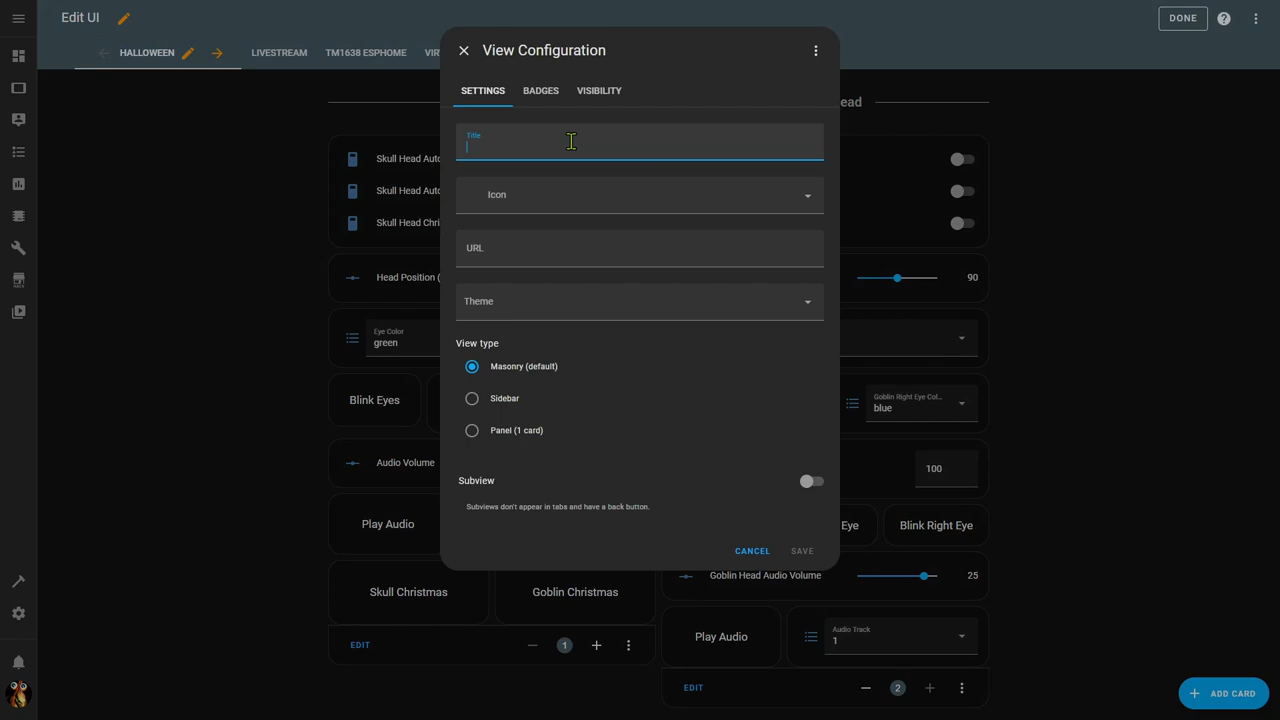 Edit UI
DONE
HALLOWEEN
LIVESTREAM
TM1638 ESPHOME
VIR
View Configuration
SETTINGS
BADGES
VISIBILITY
Title
Icon
URL
Theme
View type
Masonry (default)
Sidebar
Panel (1 card)
Subview
Subviews don't appear in tabs and have a back button.
CANCEL
SAVE
ead
Skull Head Auto
Skull Head Auto
Skull Head Chri
Head Position (
90
Eye Color
green
Blink Eyes
Goblin Right Eye Col...
blue
Audio Volume
100
Play Audio
Eye
Blink Right Eye
Goblin Head Audio Volume
25
Skull Christmas
Goblin Christmas
Play Audio
Audio Track
1
EDIT
1
EDIT
2
ADD CARD